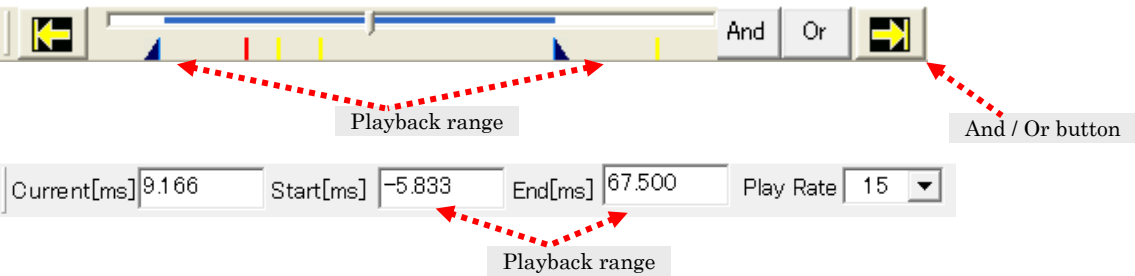 And Or
Playback range
And / Or button
Current[ms] 9.166 Start[ms] -5.833 End[ms] 67.500 Play Rate 15
Playback range